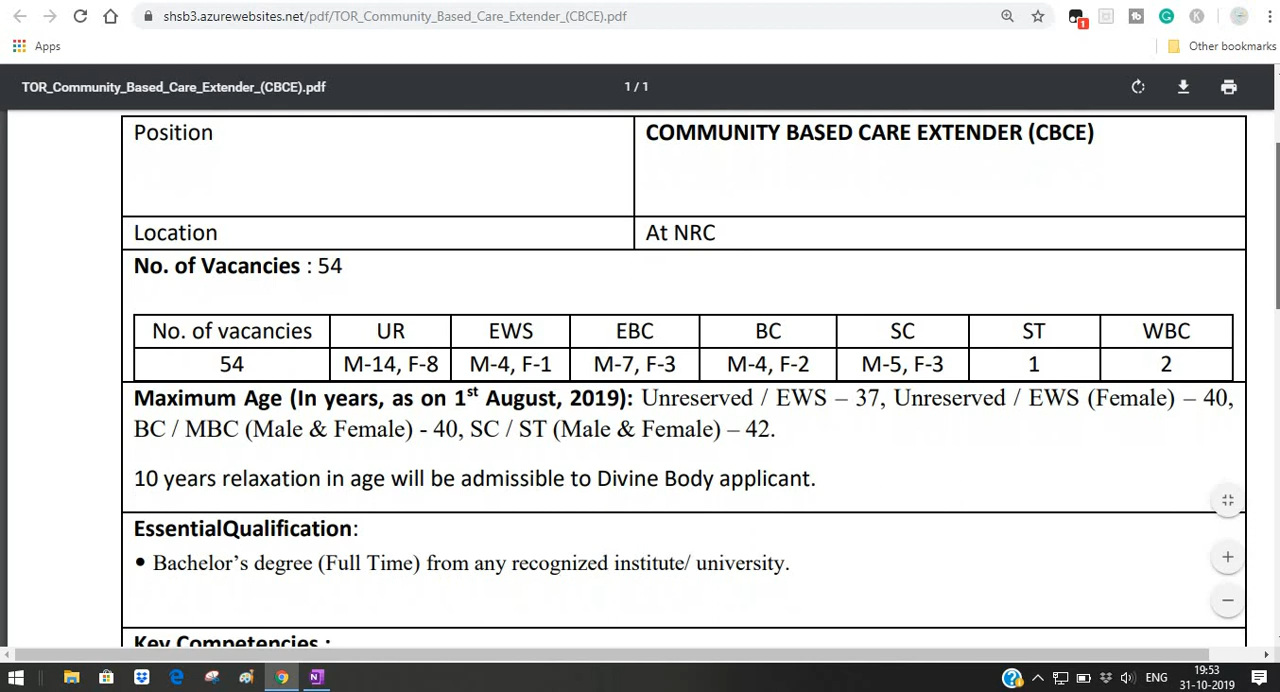 shsb3.azurewebsites.net/pdf/TOR_Community_Based_Care_Extender_(CBCE).pdf
1
Apps
Other bookmarks
TOR_Community_Based_Care_Extender_(CBCE).pdf
1 / 1
Position COMMUNITY BASED CARE EXTENDER (CBCE)
Location At NRC
No. of Vacancies : 54
No. of vacancies UR EWS EBC BC SC ST WBC
54 M-14, F-8 M-4, F-1 M-7, F-3 M-4, F-2 M-5, F-3 1 2
Maximum Age (In years, as on 1st August, 2019): Unreserved / EWS – 37, Unreserved / EWS (Female) – 40,
BC / MBC (Male & Female) - 40, SC / ST (Male & Female) – 42.
10 years relaxation in age will be admissible to Divine Body applicant.
EssentialQualification:
• Bachelor's degree (Full Time) from any recognized institute/ university.
Key Competencies :
ENG
19:53
31-10-2019